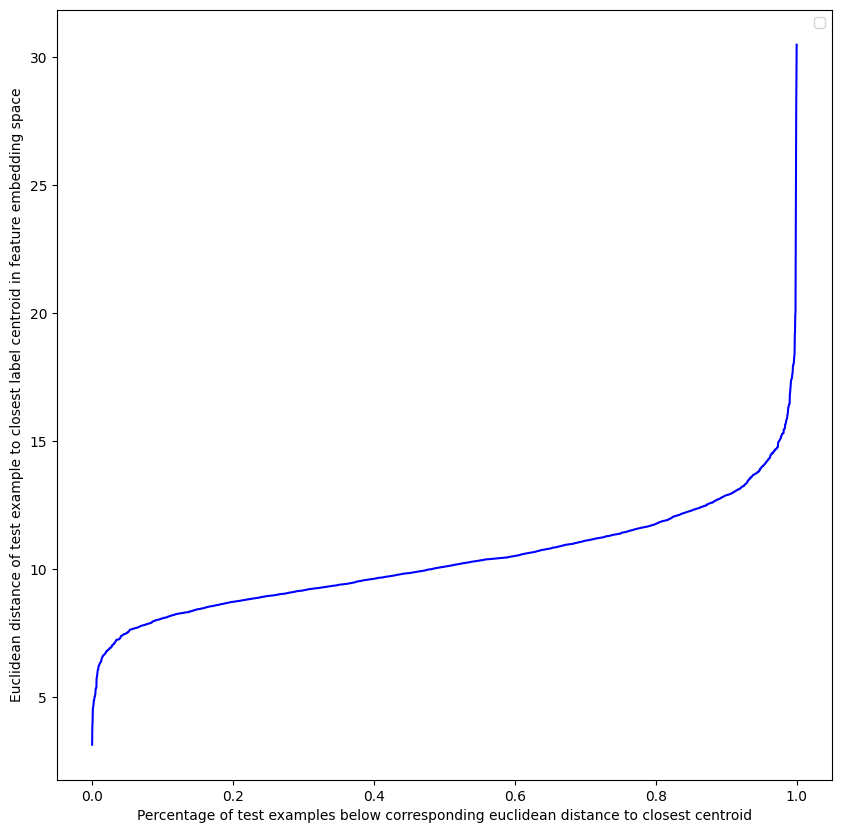 30
25
20
15
10
5
Euclidean distance of test example to closest label centroid in feature embedding space
0.0 0.2 0.4 0.6 0.8 1.0
Percentage of test examples below corresponding euclidean distance to closest centroid